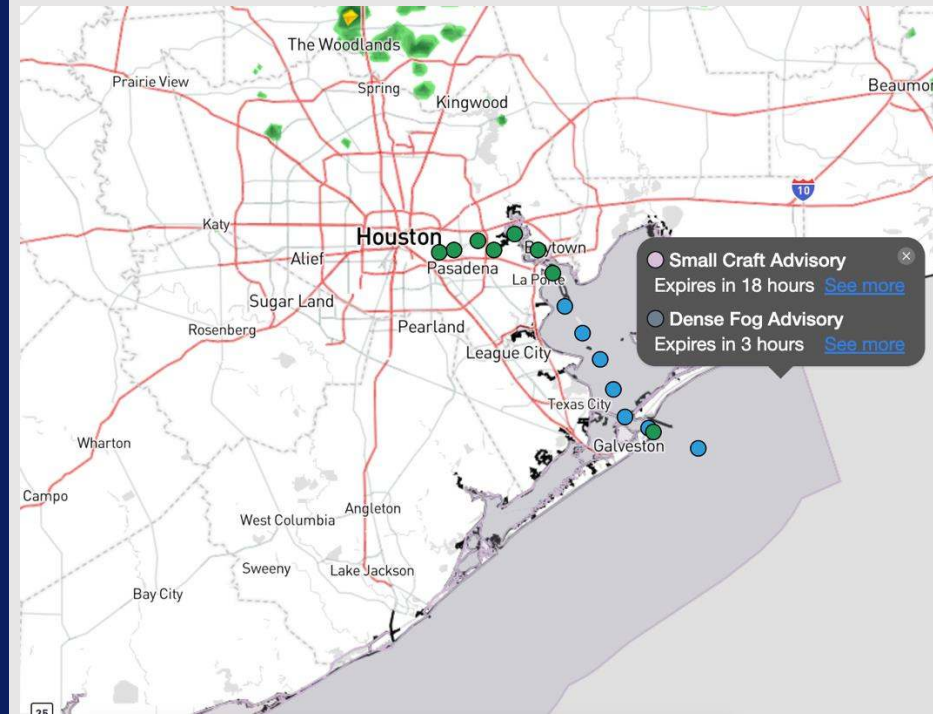 The Woodlands
Prairie View
Spring
Kingwood
Beaumon
10
Katy
Houston
Baytown
Alief
Pasadena
La Porte
Small Craft Advisory
Expires in 18 hours See more
Dense Fog Advisory
Expires in 3 hours See more
Sugar Land
Rosenberg
Pearland
League City
Texas City
Wharton
Galveston
Campo
Angleton
West Columbia
Sweeny
Lake Jackson
Bay City
35